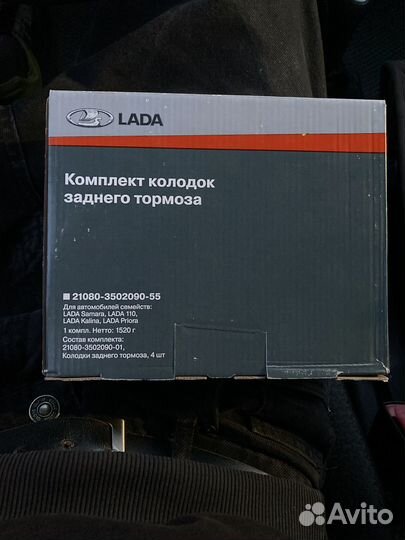 LADA
Комплект колодок
заднего тормоза
21080-3502090-55
Для автомобилей семейств:
LADA Samara, LADA 110,
LADA Kalina, LADA Priora
1 компл. Нетто: 1520 г
Состав комплекта:
21080-3502090-01,
Колодки заднего тормоза, 4 шт
Avito